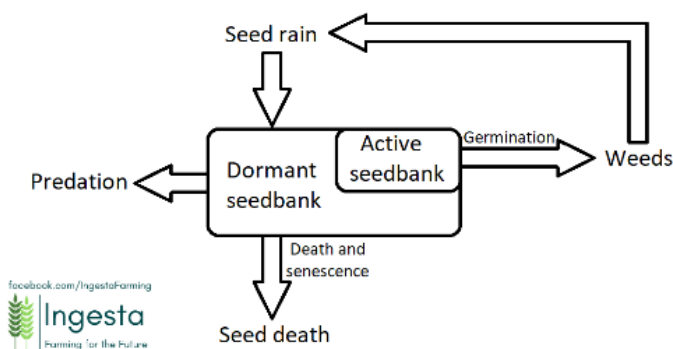 Seed rain
Active
seedbank
Germination
Weeds
Dormant
seedbank
Predation
Death and
senescence
Seed death
facebook.com/IngestaFarming
Ingesta
Farming for the Future